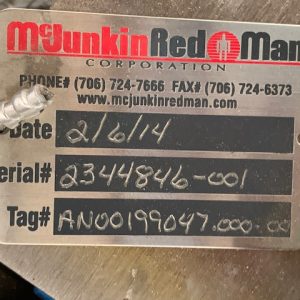 McJunkin Red Man
CORPORATION
PHONE# (706) 724-7666 FAX# (706) 724-6373
www.mcjunkinredman.com
Date 2/6/14
erial# 2344846-001
Tag# AN00199047.000.00